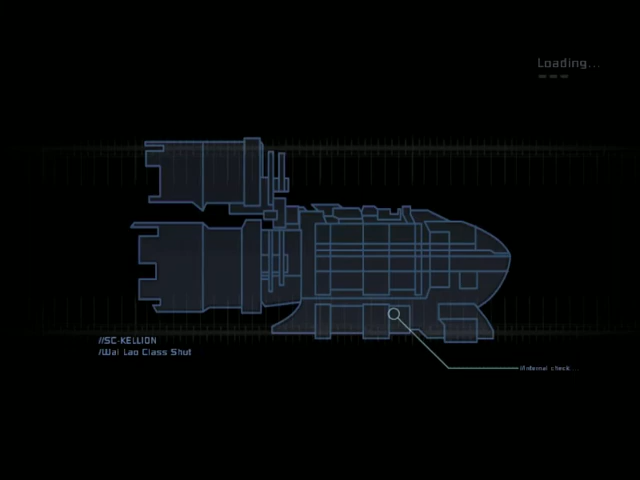 Loading...
//SC-KELLION
/Wai Lao Class Shut
//Internal check...